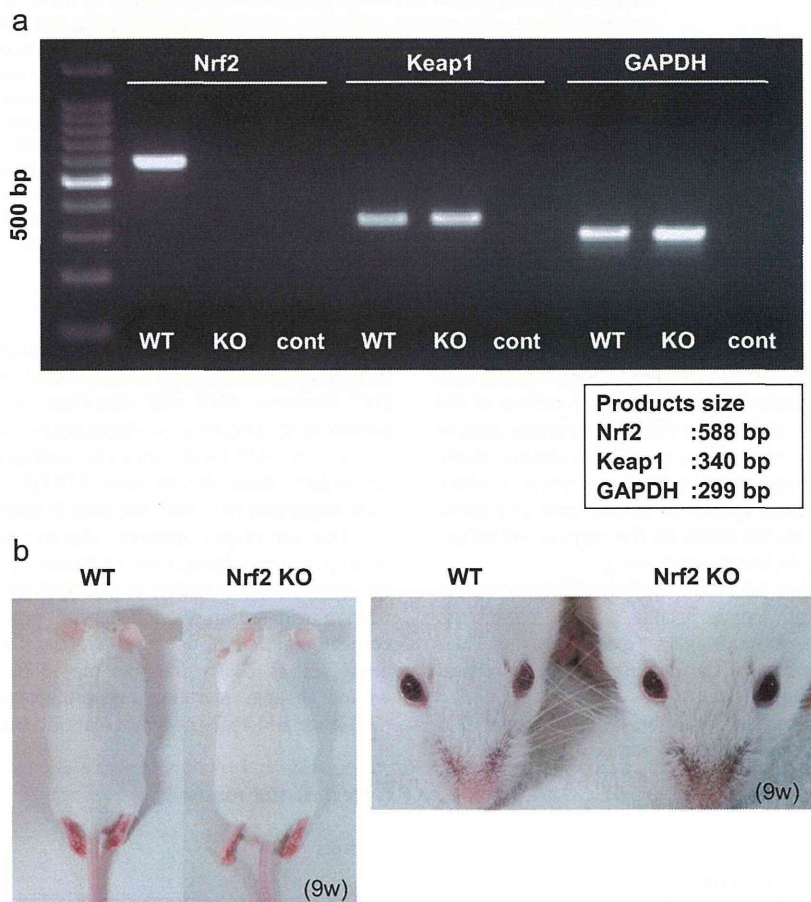 a
Nrf2 Keap1 GAPDH
500 bp
WT KO cont WT KO cont WT KO cont
Products size
Nrf2 :588 bp
Keap1 :340 bp
GAPDH :299 bp
b
WT Nrf2 KO WT Nrf2 KO
(9w) (9w)